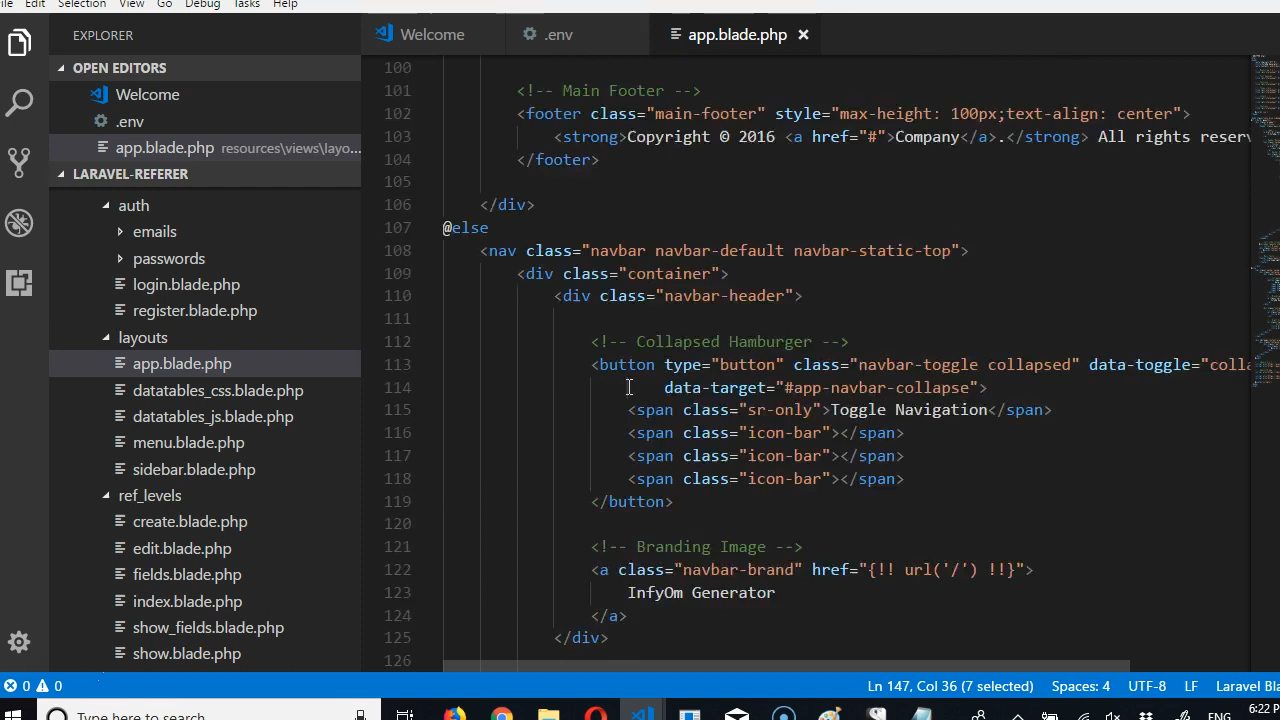 Edit Selection View Go Debug Tasks Help
EXPLORER
OPEN EDITORS
Welcome
.env
app.blade.php resources\views\layo...
LARAVEL-REFERER
auth
emails
passwords
login.blade.php
register.blade.php
layouts
app.blade.php
datatables_css.blade.php
datatables_js.blade.php
menu.blade.php
sidebar.blade.php
ref_levels
create.blade.php
edit.blade.php
fields.blade.php
index.blade.php
show_fields.blade.php
show.blade.php
Welcome .env app.blade.php
100
101 <!-- Main Footer -->
102 <footer class="main-footer" style="max-height: 100px;text-align: center">
103 <strong>Copyright © 2016 <a href="#">Company</a>.</strong> All rights reserv
104 </footer>
105
106 </div>
107 @else
108 <nav class="navbar navbar-default navbar-static-top">
109 <div class="container">
110 <div class="navbar-header">
111
112 <!-- Collapsed Hamburger -->
113 <button type="button" class="navbar-toggle collapsed" data-toggle="colla
114 data-target="#app-navbar-collapse">
115 <span class="sr-only">Toggle Navigation</span>
116 <span class="icon-bar"></span>
117 <span class="icon-bar"></span>
118 <span class="icon-bar"></span>
119 </button>
120
121 <!-- Branding Image -->
122 <a class="navbar-brand" href="{!! url('/') !!}">
123 InfyOm Generator
124 </a>
125 </div>
126
0 0 Ln 147, Col 36 (7 selected) Spaces: 4 UTF-8 LF Laravel Bla
Type here to search ENG 6:22 P